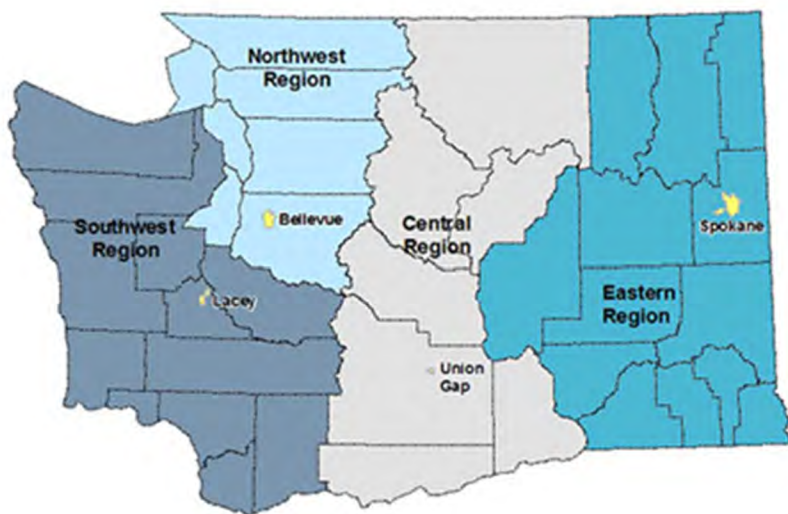 Northwest
Region
Southwest
Region
Bellevue
Central
Region
Spokane
Lacey
Eastern
Region
Union
Gap